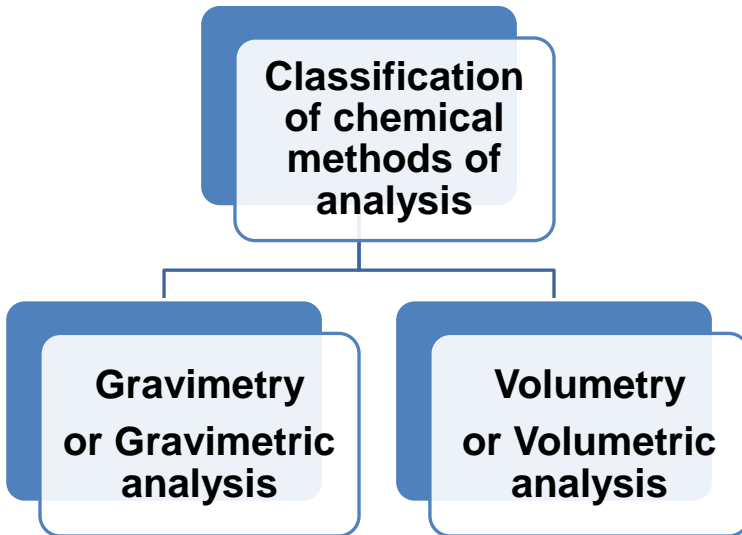 Classification
of chemical
methods of
analysis
Gravimetry
or Gravimetric
analysis
Volumetry
or Volumetric
analysis